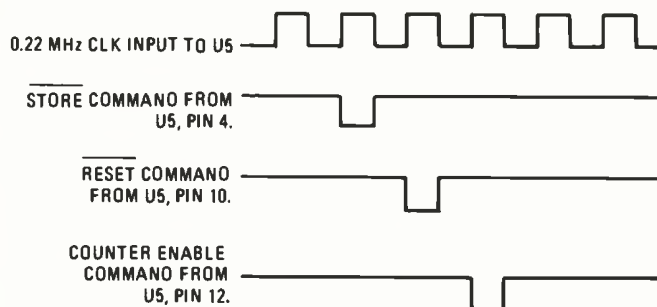 0.22 MHz CLK INPUT TO U5
STORE COMMANO FROM
U5, PIN 4.
RESET COMMANO
FROM U5, PIN 10.
COUNTER ENABLE
COMMAND FROM
U5, PIN 12.